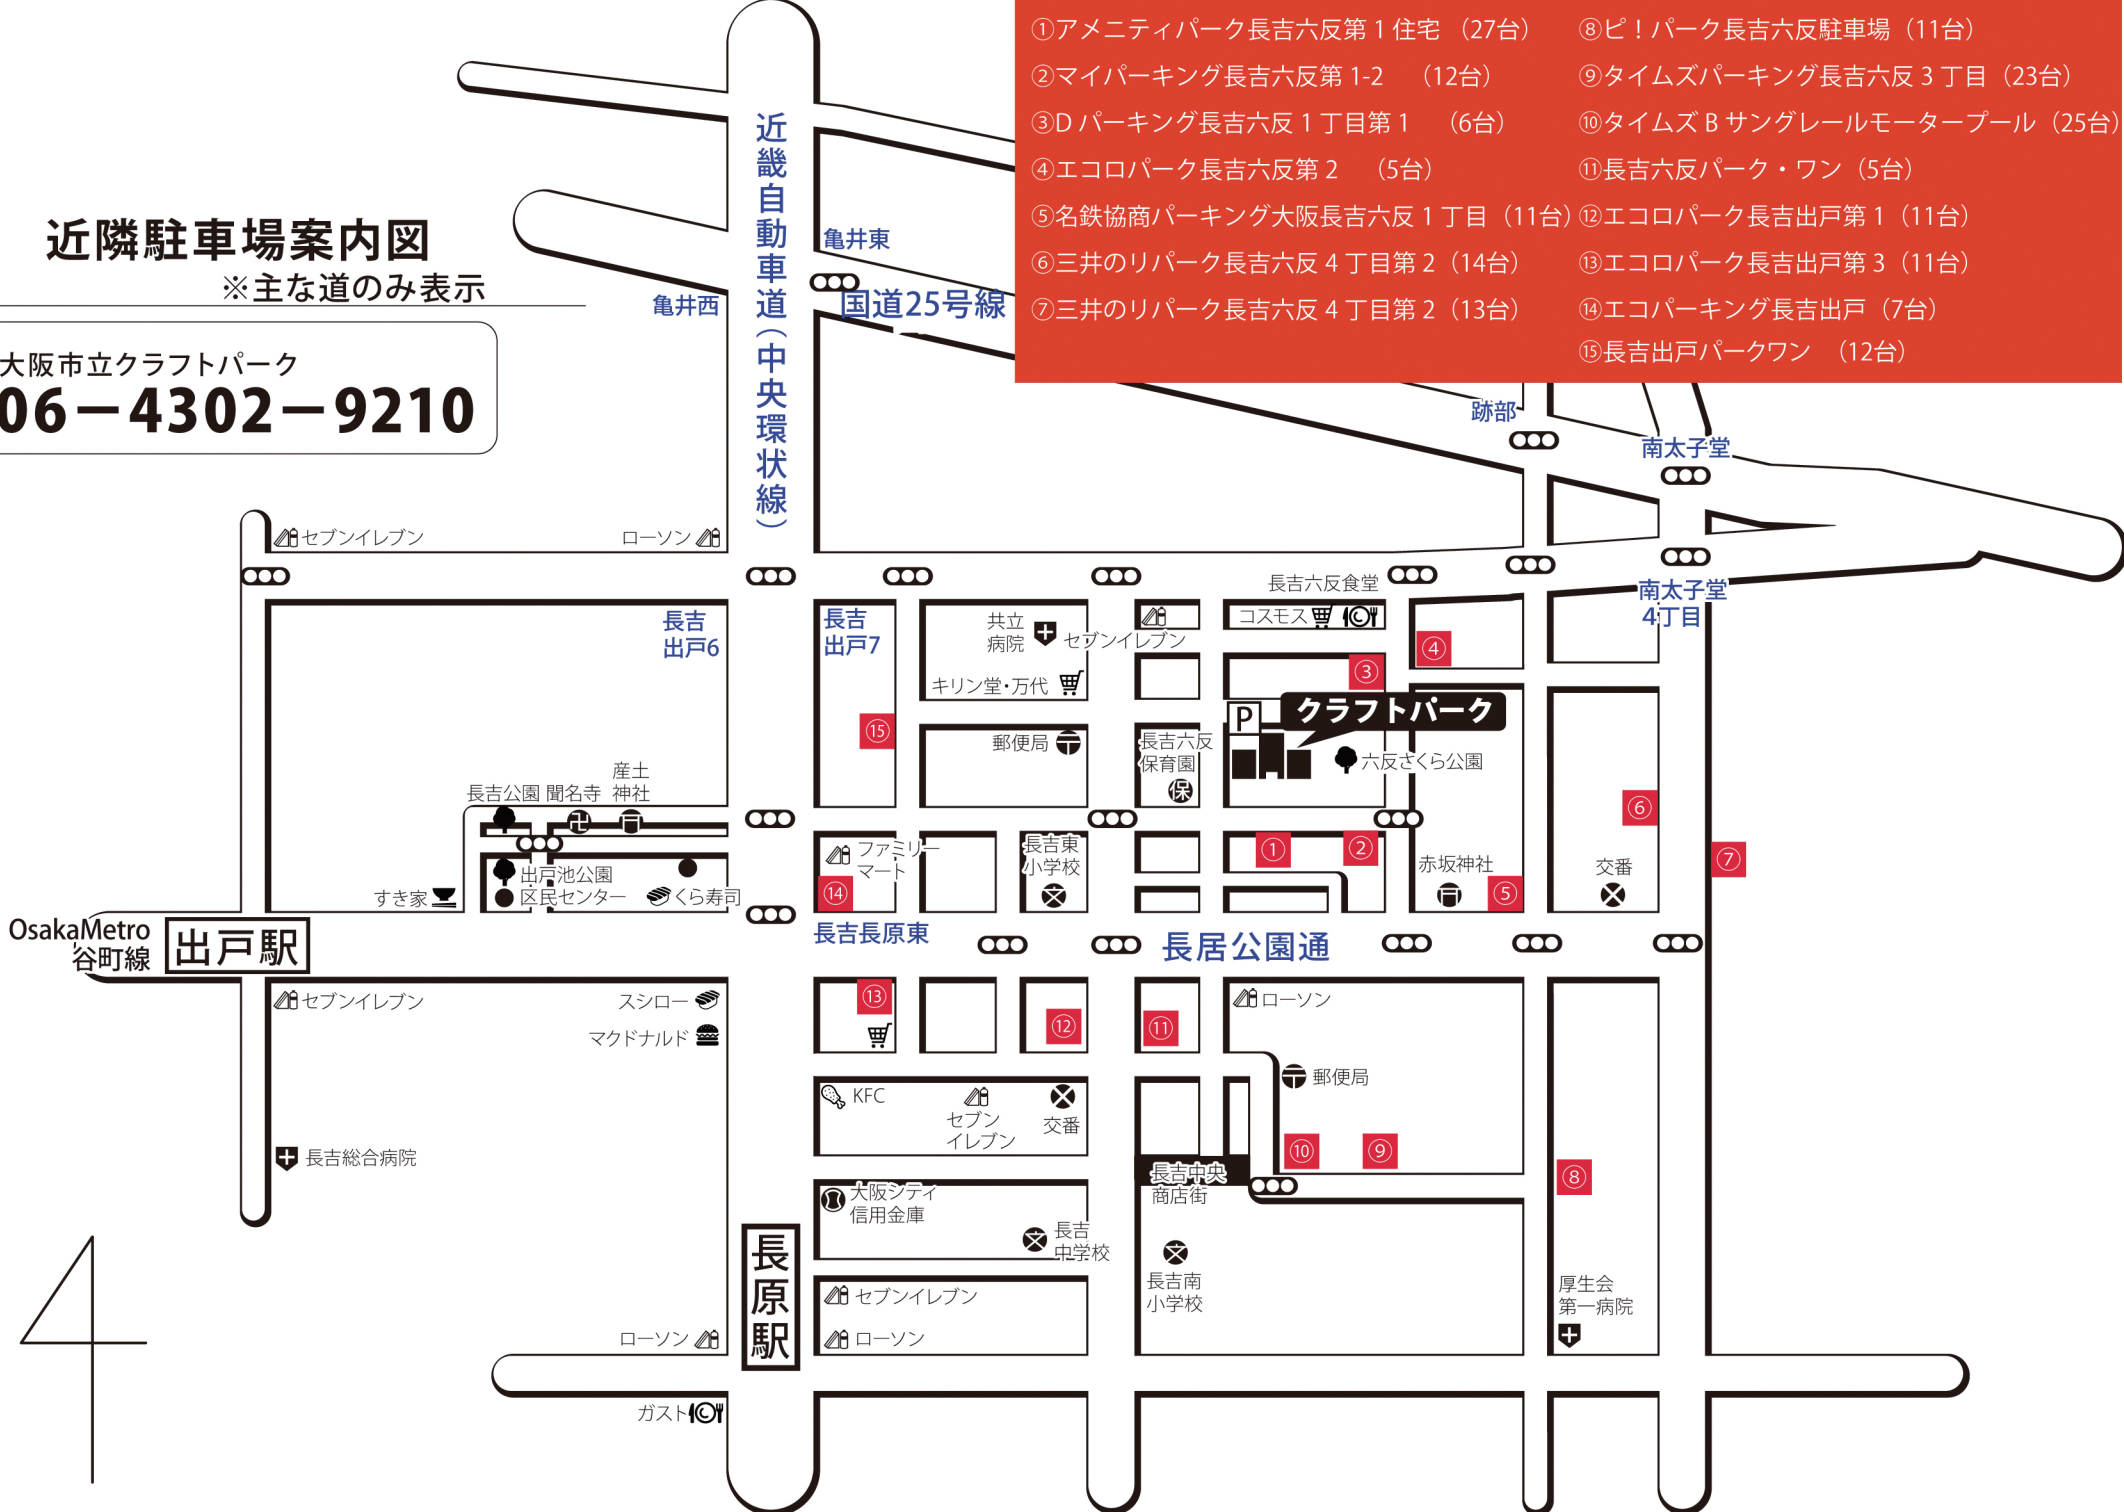 ①アメニティパーク長吉六反第1住宅 （27台）
②マイパーキング長吉六反第1-2 （12台）
③Dパーキング長吉六反1丁目第1 （6台）
④エコロパーク長吉六反第2 （5台）
⑤名鉄協商パーキング大阪長吉六反1丁目（11台）
⑥三井のリパーク長吉六反4丁目第2（14台）
⑦三井のリパーク長吉六反4丁目第2（13台）
⑧ピ！パーク長吉六反駐車場（11台）
⑨タイムズパーキング長吉六反3丁目（23台）
⑩タイムズBサングレールモータープール（25台）
⑪長吉六反パーク・ワン（5台）
⑫エコロパーク長吉出戸第1（11台）
⑬エコロパーク長吉出戸第3（11台）
⑭エコパーキング長吉出戸（7台）
⑮長吉出戸パークワン （12台）
近隣駐車場案内図
※主な道のみ表示
大阪市立クラフトパーク
06－4302－9210
近畿自動車道（中央環状線）
亀井東
亀井西
国道25号線
跡部
南太子堂
セブンイレブン
ローソン
長吉六反食堂
コスモス
南太子堂
4丁目
長吉
出戸6
長吉
出戸7
共立
病院
セブンイレブン
キリン堂・万代
④
③
P
クラフトパーク
⑮
郵便局
長吉六反
保育園
保
六反さくら公園
産土
神社
長吉公園
聞名寺
卍
⑥
ファミリー
マート
長吉東
小学校
文
①
②
赤坂神社
⑤
交番
⑦
出戸池公園
区民センター
くら寿司
すき家
⑭
OsakaMetro
谷町線
出戸駅
長吉長原東
長居公園通
セブンイレブン
スシロー
マクドナルド
⑬
⑫
⑪
ローソン
郵便局
KFC
セブン
イレブン
交番
⑩
⑨
⑧
長吉総合病院
長吉中央
商店街
大阪シティ
信用金庫
長吉
中学校
文
文
長吉南
小学校
長原駅
セブンイレブン
ローソン
ローソン
厚生会
第一病院
ガスト